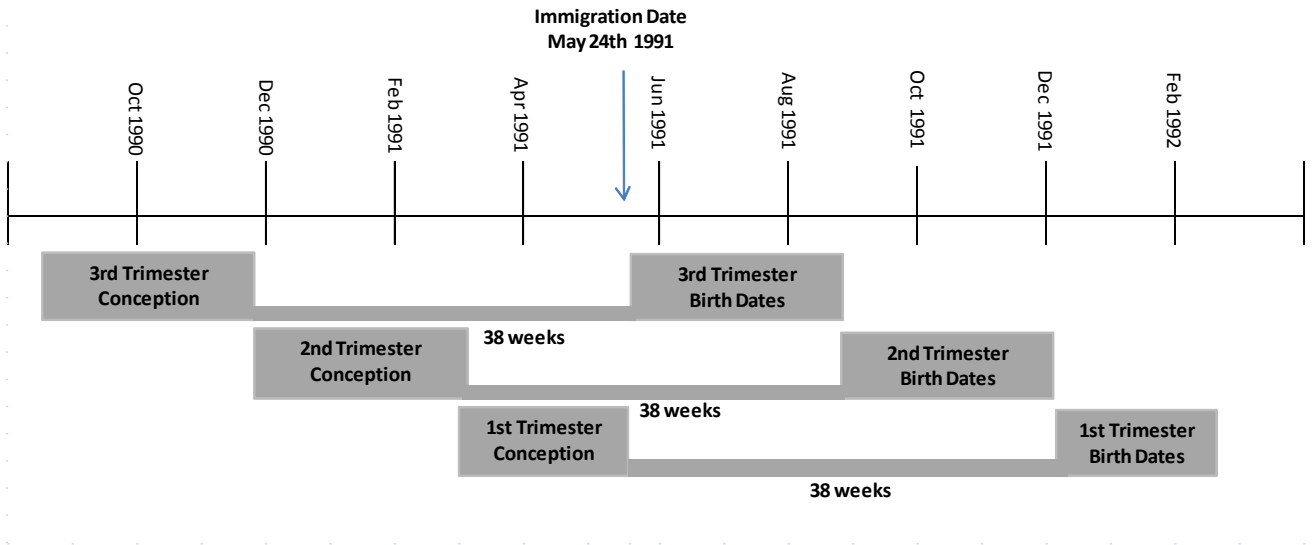 Immigration Date
May 24th 1991
Oct 1990
Dec 1990
Feb 1991
Apr 1991
Jun 1991
Aug 1991
Oct 1991
Dec 1991
Feb 1992
3rd Trimester
Conception
3rd Trimester
Birth Dates
38 weeks
2nd Trimester
Conception
2nd Trimester
Birth Dates
38 weeks
1st Trimester
Conception
1st Trimester
Birth Dates
38 weeks